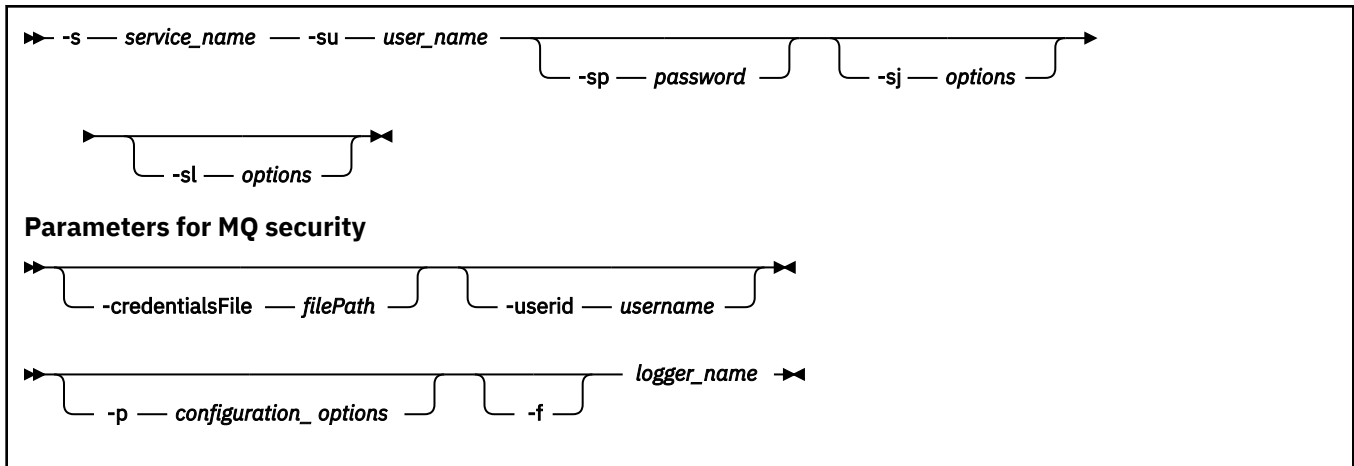 -s service_name -su user_name
-sp password -sj options
-sl options
Parameters for MQ security
-credentialsFile filePath -userid username
logger_name
-p configuration_ options -f